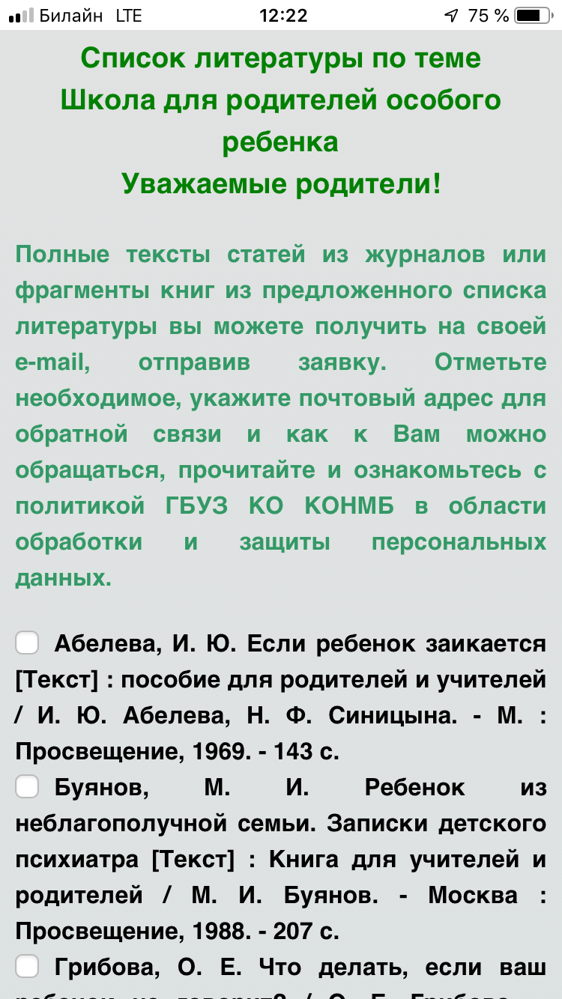 Билайн LTE 12:22 75 %
Список литературы по теме
Школа для родителей особого
ребенка
Уважаемые родители!
Полные тексты статей из журналов или
фрагменты книг из предложенного списка
литературы вы можете получить на своей
e-mail, отправив заявку. Отметьте
необходимое, укажите почтовый адрес для
обратной связи и как к Вам можно
обращаться, прочитайте и ознакомьтесь с
политикой ГБУЗ КО КОНМБ в области
обработки и защиты персональных
данных.
Абелева, И. Ю. Если ребенок заикается
[Текст] : пособие для родителей и учителей
/ И. Ю. Абелева, Н. Ф. Синицына. - М. :
Просвещение, 1969. - 143 с.
Буянов, М. И. Ребенок из
неблагополучной семьи. Записки детского
психиатра [Текст] : Книга для учителей и
родителей / М. И. Буянов. - Москва :
Просвещение, 1988. - 207 с.
Грибова, О. Е. Что делать, если ваш
ребенок не говорит? / О. Е. Грибова. -